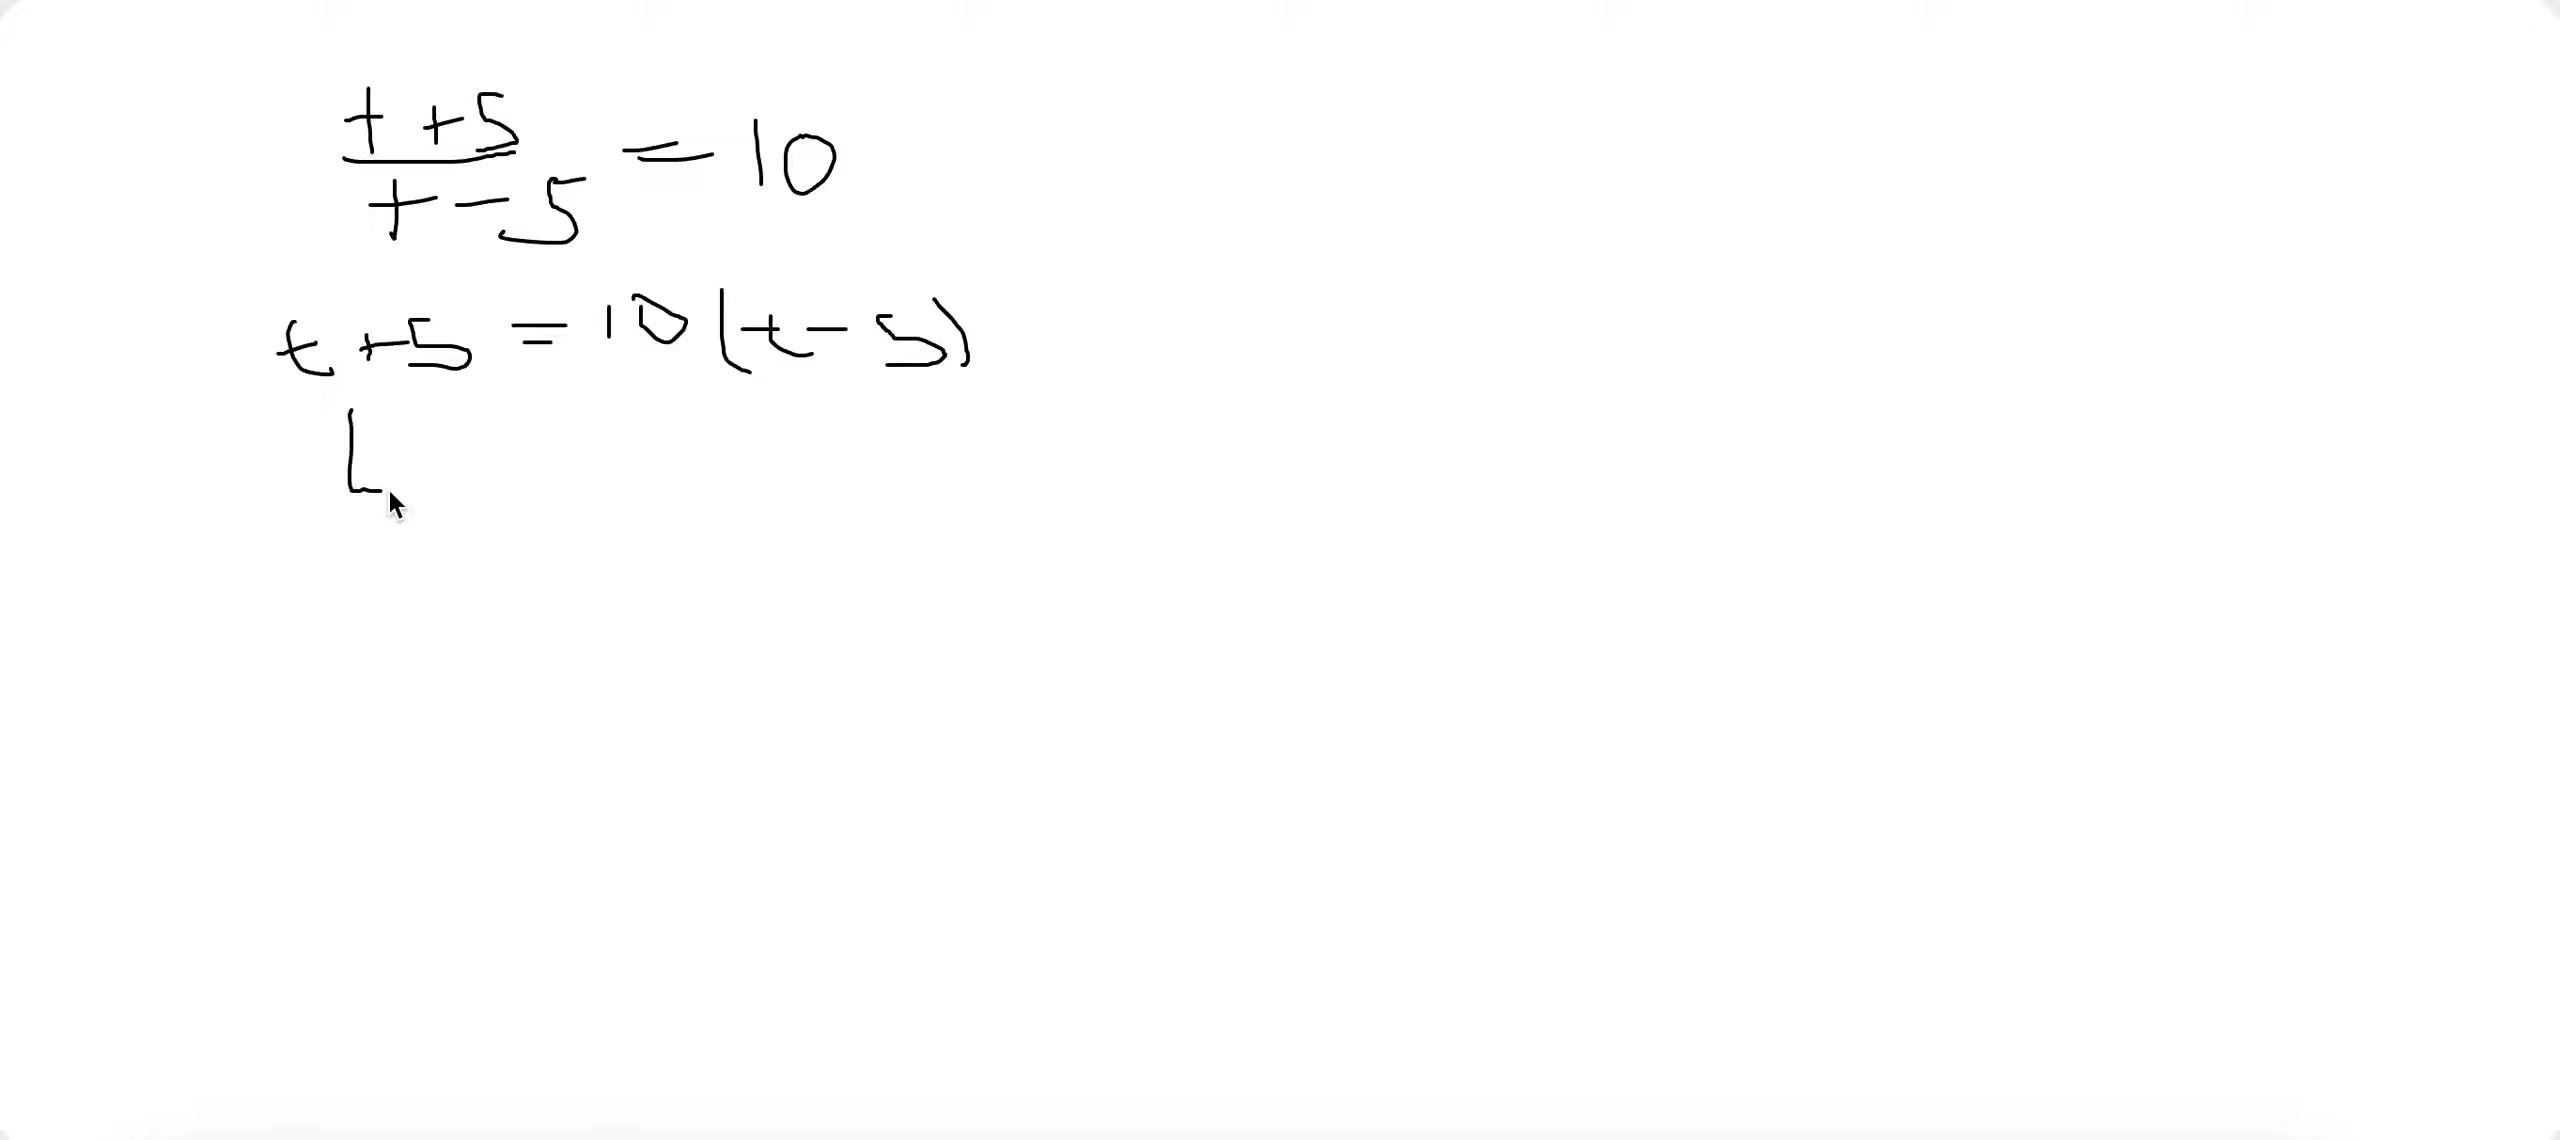 t + 5 / t - 5 = 10
t + 5 = 10 (t - 5)
L